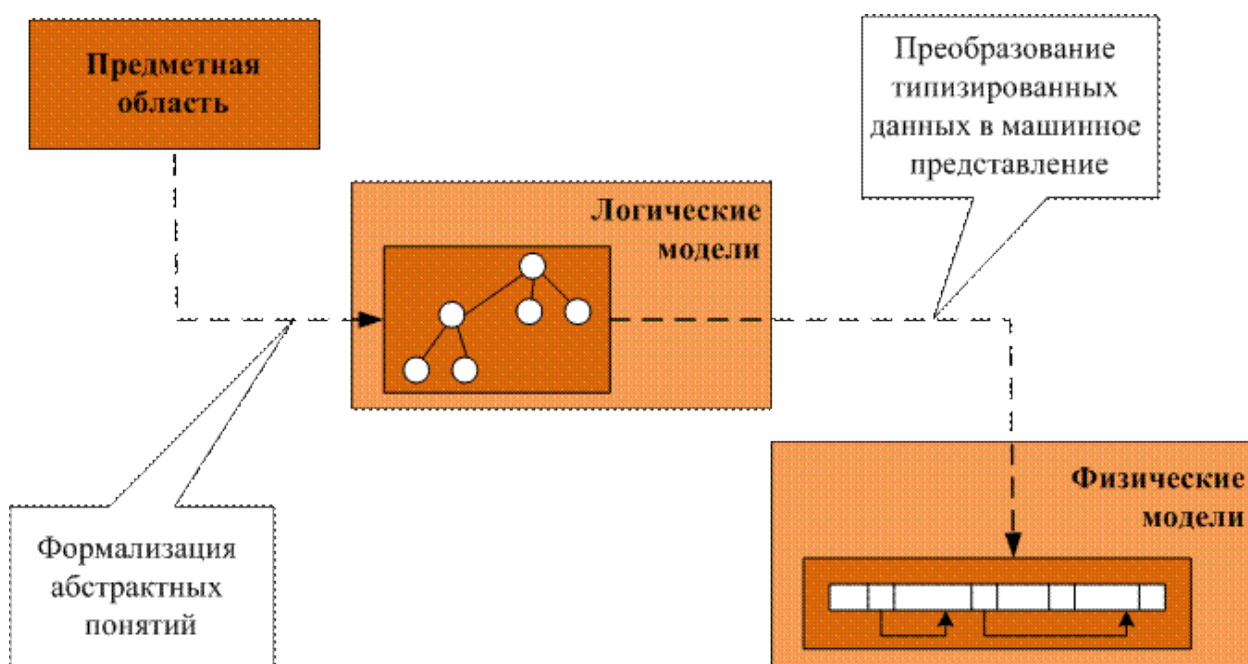 Предметная
область
Преобразование
типизированных
данных в машинное
представление
Логические
модели
Физические
модели
Формализация
абстрактных
понятий